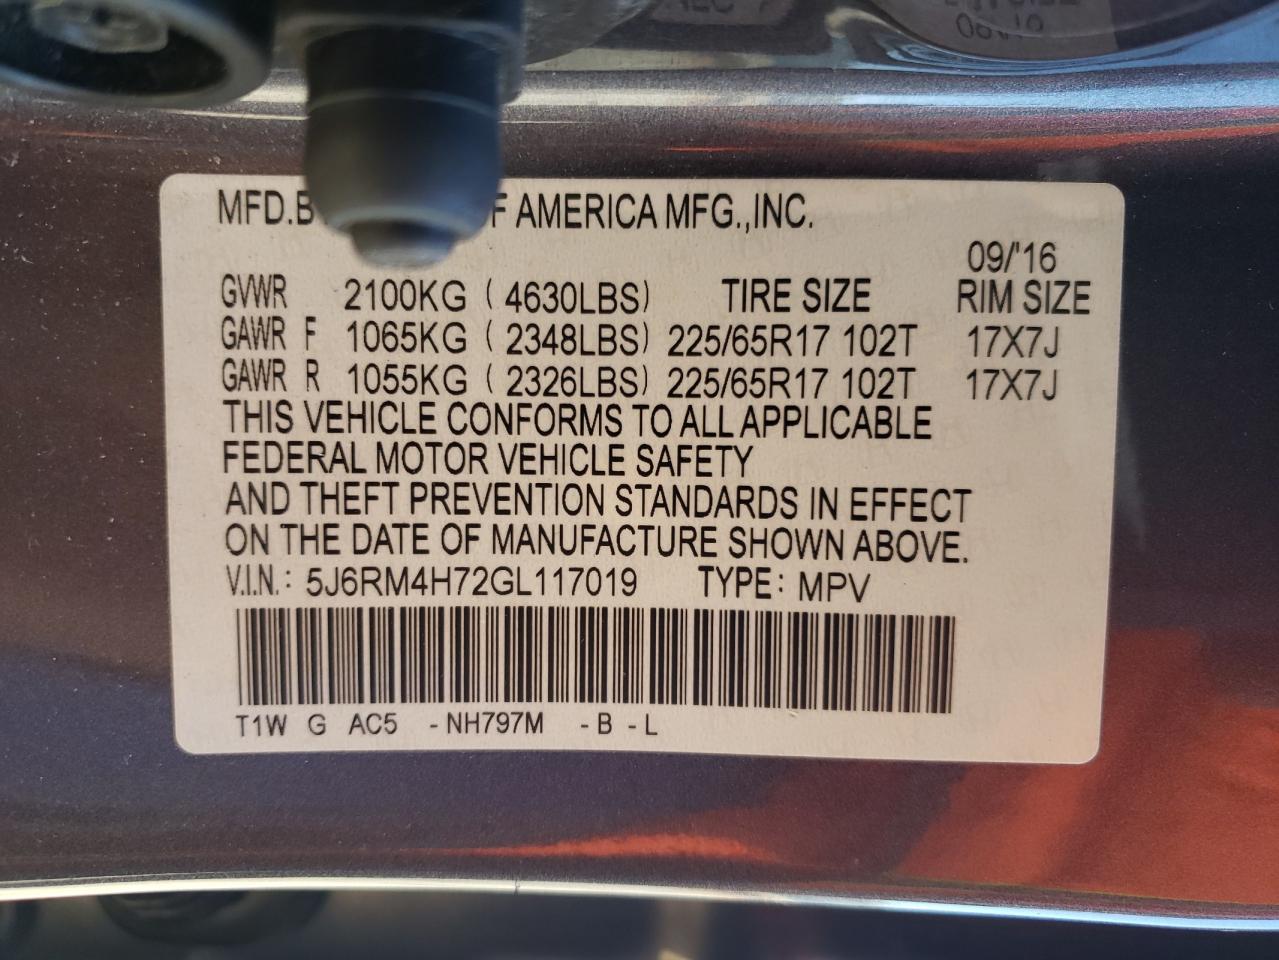 MFD.B F AMERICA MFG.,INC.
09/'16
GVWR 2100KG ( 4630LBS) TIRE SIZE RIM SIZE
GAWR F 1065KG ( 2348LBS) 225/65R17 102T 17X7J
GAWR R 1055KG ( 2326LBS) 225/65R17 102T 17X7J
THIS VEHICLE CONFORMS TO ALL APPLICABLE
FEDERAL MOTOR VEHICLE SAFETY
AND THEFT PREVENTION STANDARDS IN EFFECT
ON THE DATE OF MANUFACTURE SHOWN ABOVE.
V.I.N.: 5J6RM4H72GL117019 TYPE: MPV
T1W G AC5 -NH797M -B -L